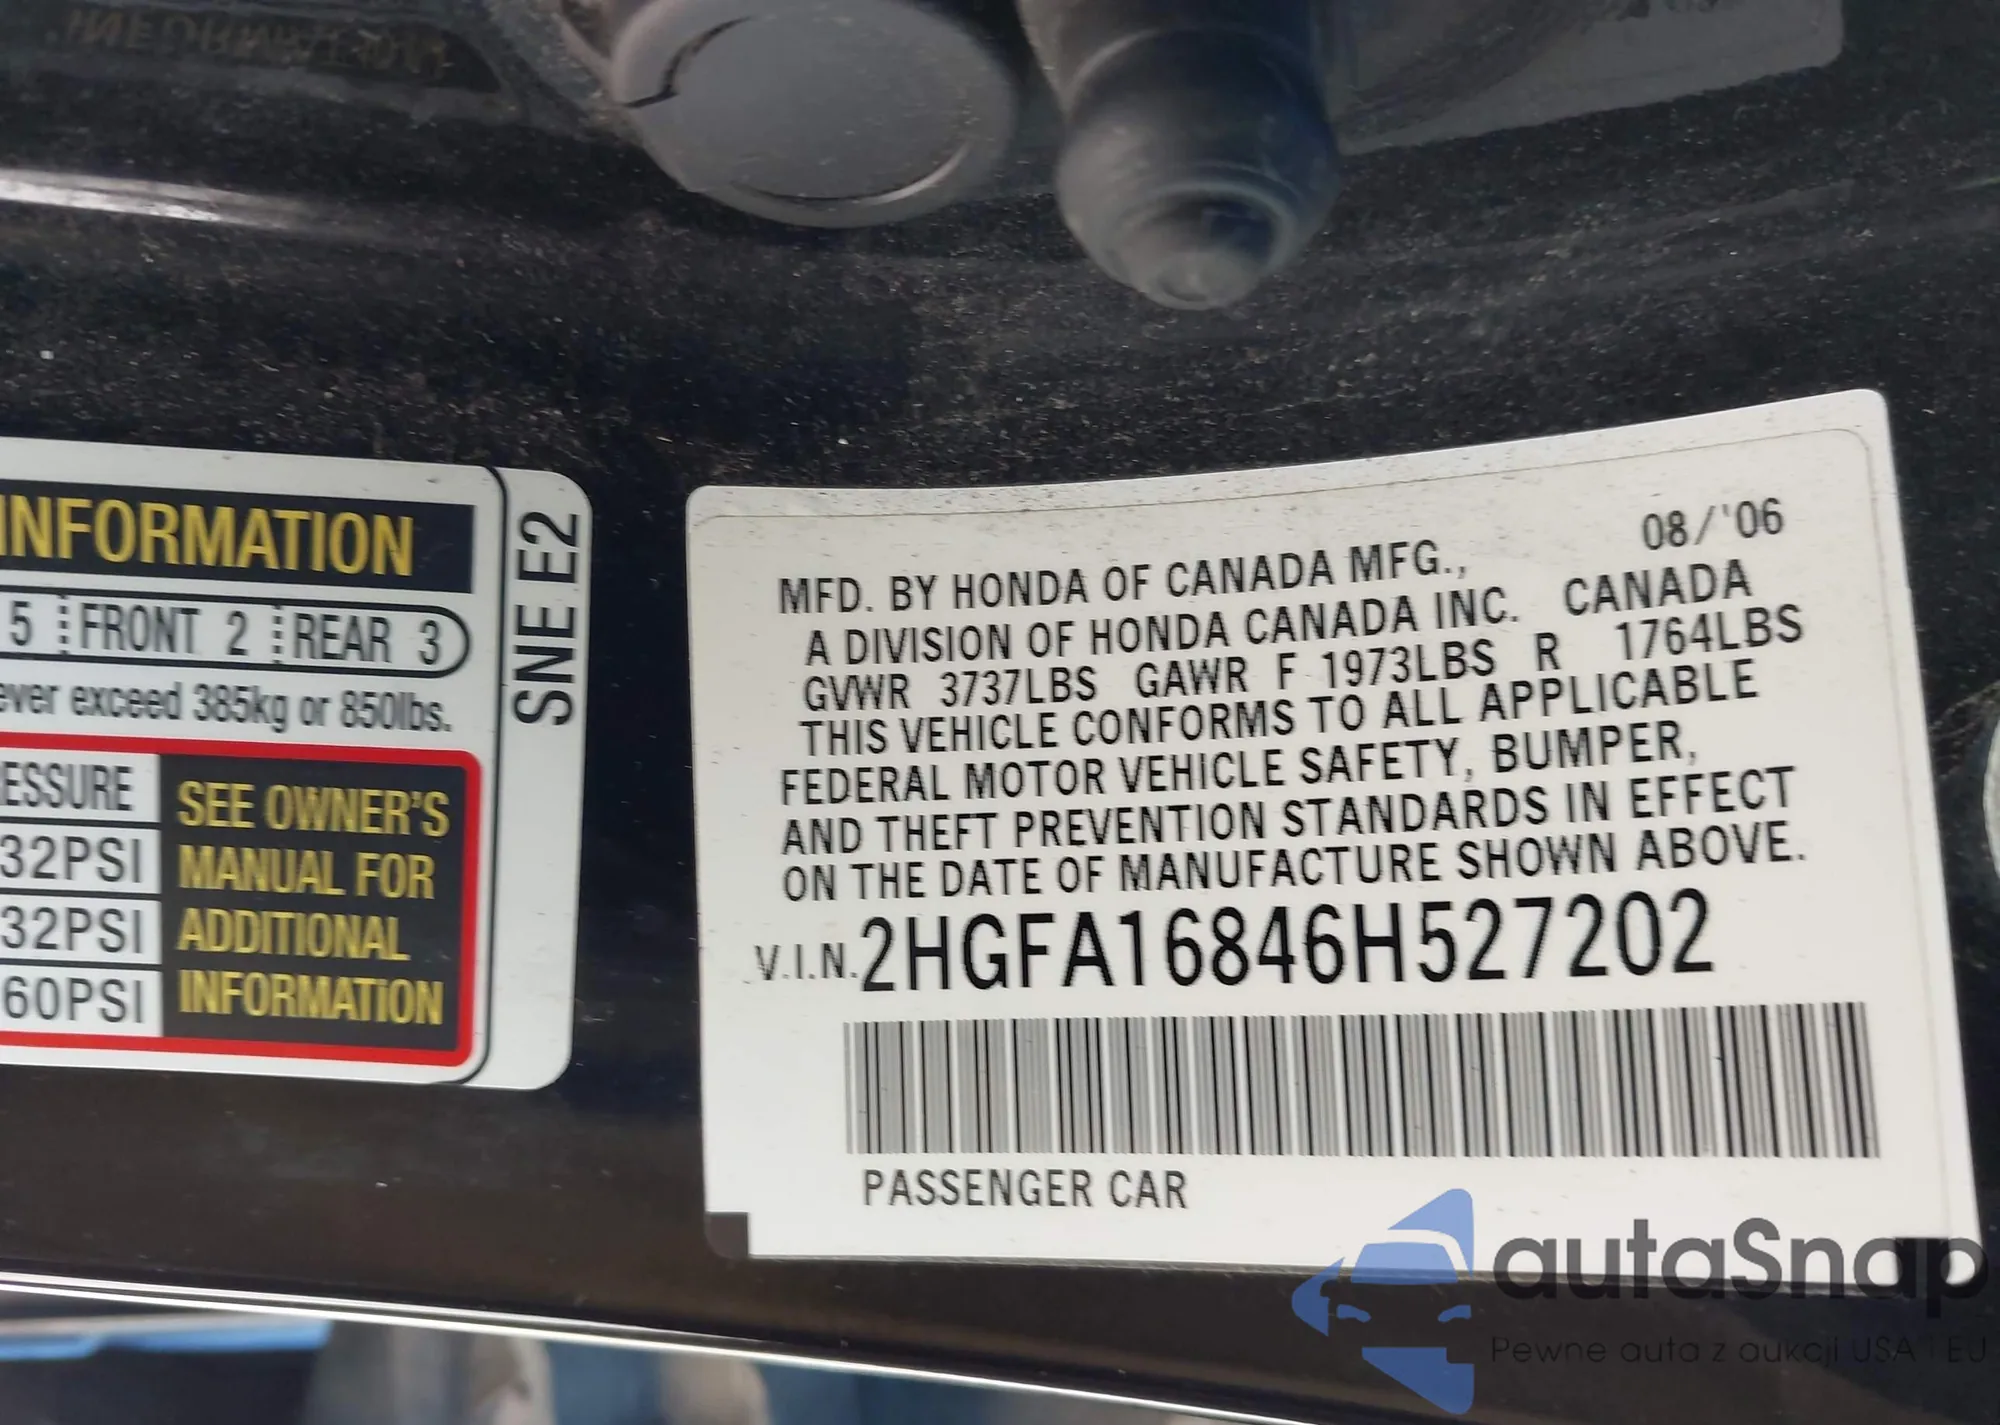 INFORMATION
5 FRONT 2 REAR 3
ever exceed 385kg or 850lbs.
ESSURE
32PSI
32PSI
60PSI
SEE OWNER'S
MANUAL FOR
ADDITIONAL
INFORMATION
SNE E2
08/'06
MFD. BY HONDA OF CANADA MFG.,
A DIVISION OF HONDA CANADA INC. CANADA
GVWR 3737LBS GAWR F 1973LBS R 1764LBS
THIS VEHICLE CONFORMS TO ALL APPLICABLE
FEDERAL MOTOR VEHICLE SAFETY, BUMPER,
AND THEFT PREVENTION STANDARDS IN EFFECT
ON THE DATE OF MANUFACTURE SHOWN ABOVE.
V.I.N. 2HGFA16846H527202
PASSENGER CAR
autaSnap
Pewne auta z aukcji USA i EU